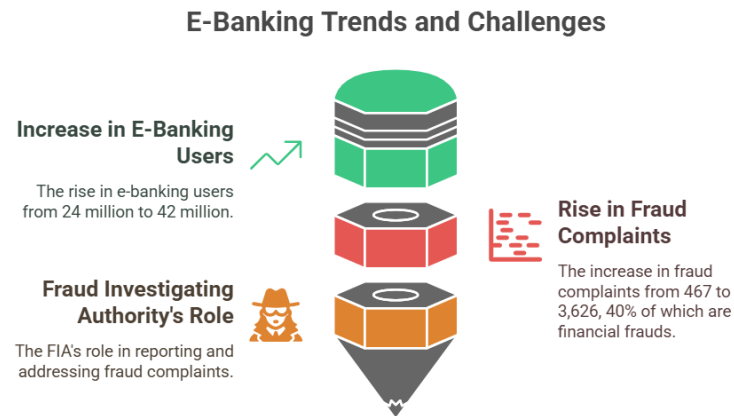 E-Banking Trends and Challenges
Increase in E-Banking
Users
The rise in e-banking users
from 24 million to 42 million.
Rise in Fraud
Complaints
The increase in fraud
complaints from 467 to
3,626, 40% of which are
financial frauds.
Fraud Investigating
Authority's Role
The FIA's role in reporting and
addressing fraud complaints.